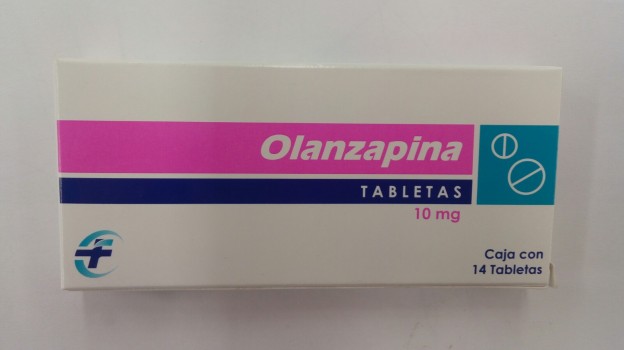 Olanzapina
TABLETAS
10 mg
Caja con
14 Tabletas